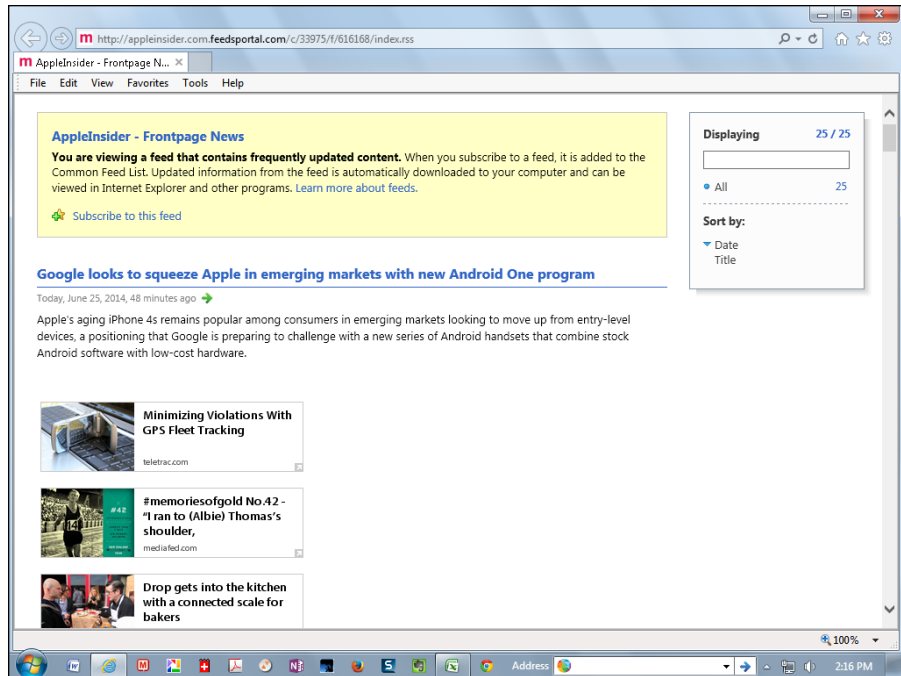 http://appleinsider.com.feedsportal.com/c/33975/f/616168/index.rss
AppleInsider - Frontpage N...
File Edit View Favorites Tools Help
AppleInsider - Frontpage News
You are viewing a feed that contains frequently updated content. When you subscribe to a feed, it is added to the
Common Feed List. Updated information from the feed is automatically downloaded to your computer and can be
viewed in Internet Explorer and other programs. Learn more about feeds.
Subscribe to this feed
Displaying 25 / 25
All 25
Sort by:
Date
Title
Google looks to squeeze Apple in emerging markets with new Android One program
Today, June 25, 2014, 48 minutes ago
Apple's aging iPhone 4s remains popular among consumers in emerging markets looking to move up from entry-level
devices, a positioning that Google is preparing to challenge with a new series of Android handsets that combine stock
Android software with low-cost hardware.
Minimizing Violations With
GPS Fleet Tracking
teletrac.com
#42
14
#memoriesofgold No.42 -
"I ran to (Albie) Thomas's
shoulder,
mediafed.com
Drop gets into the kitchen
with a connected scale for
bakers
100%
Address
2:16 PM